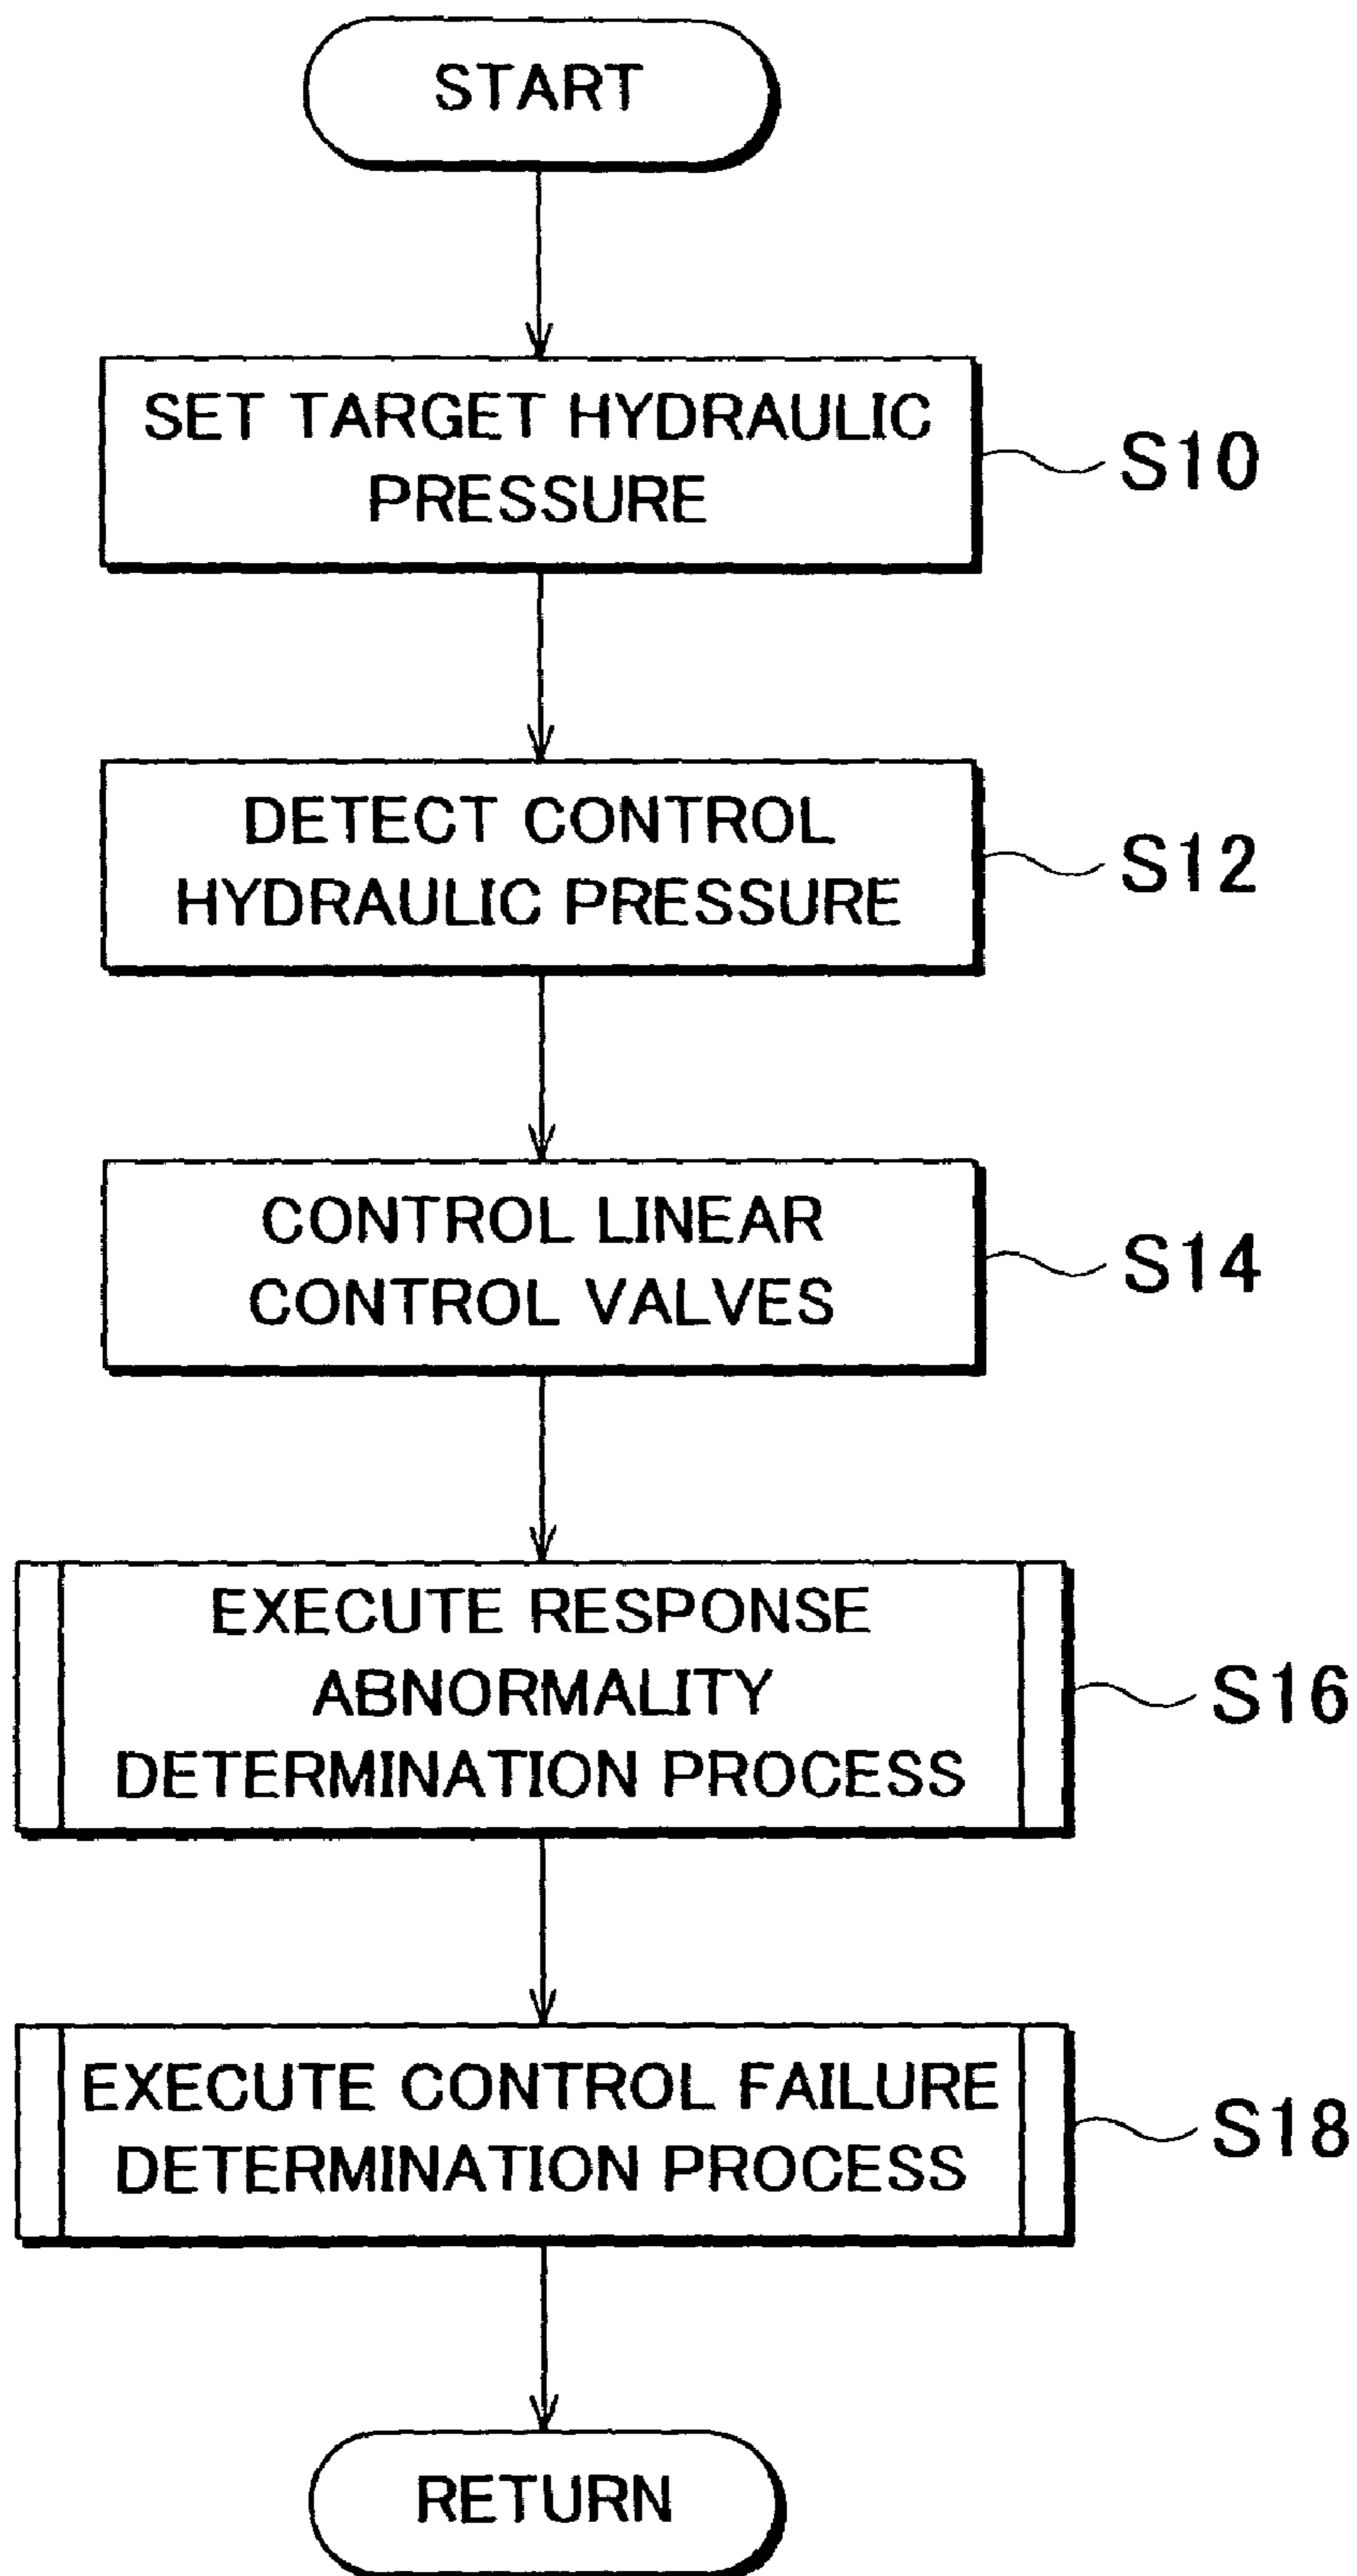 START
SET TARGET HYDRAULIC
PRESSURE
S10
DETECT CONTROL
HYDRAULIC PRESSURE
S12
CONTROL LINEAR
CONTROL VALVES
S14
EXECUTE RESPONSE
ABNORMALITY
DETERMINATION PROCESS
S16
EXECUTE CONTROL FAILURE
DETERMINATION PROCESS
S18
RETURN